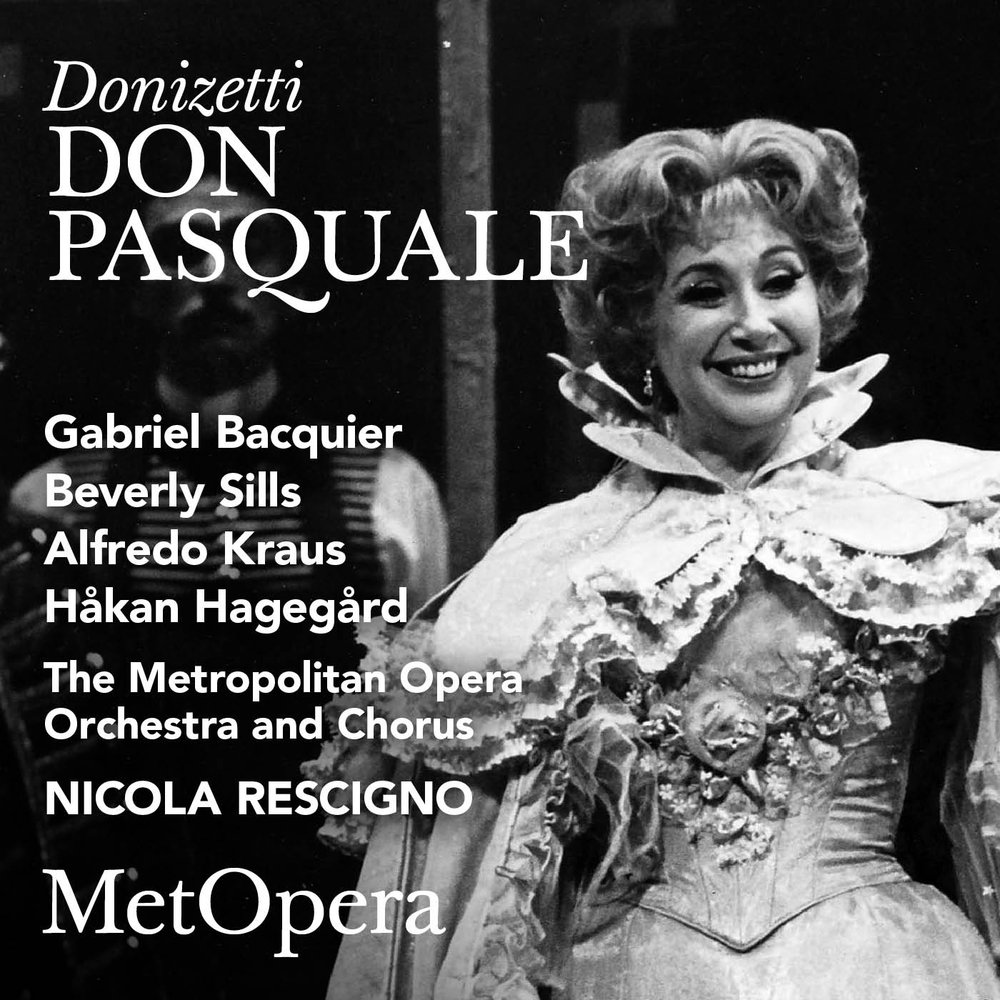 Donizetti
DON
PASQUALE
Gabriel Bacquier
Beverly Sills
Alfredo Kraus
Håkan Hagegård
The Metropolitan Opera
Orchestra and Chorus
NICOLA RESCIGNO
MetOpera